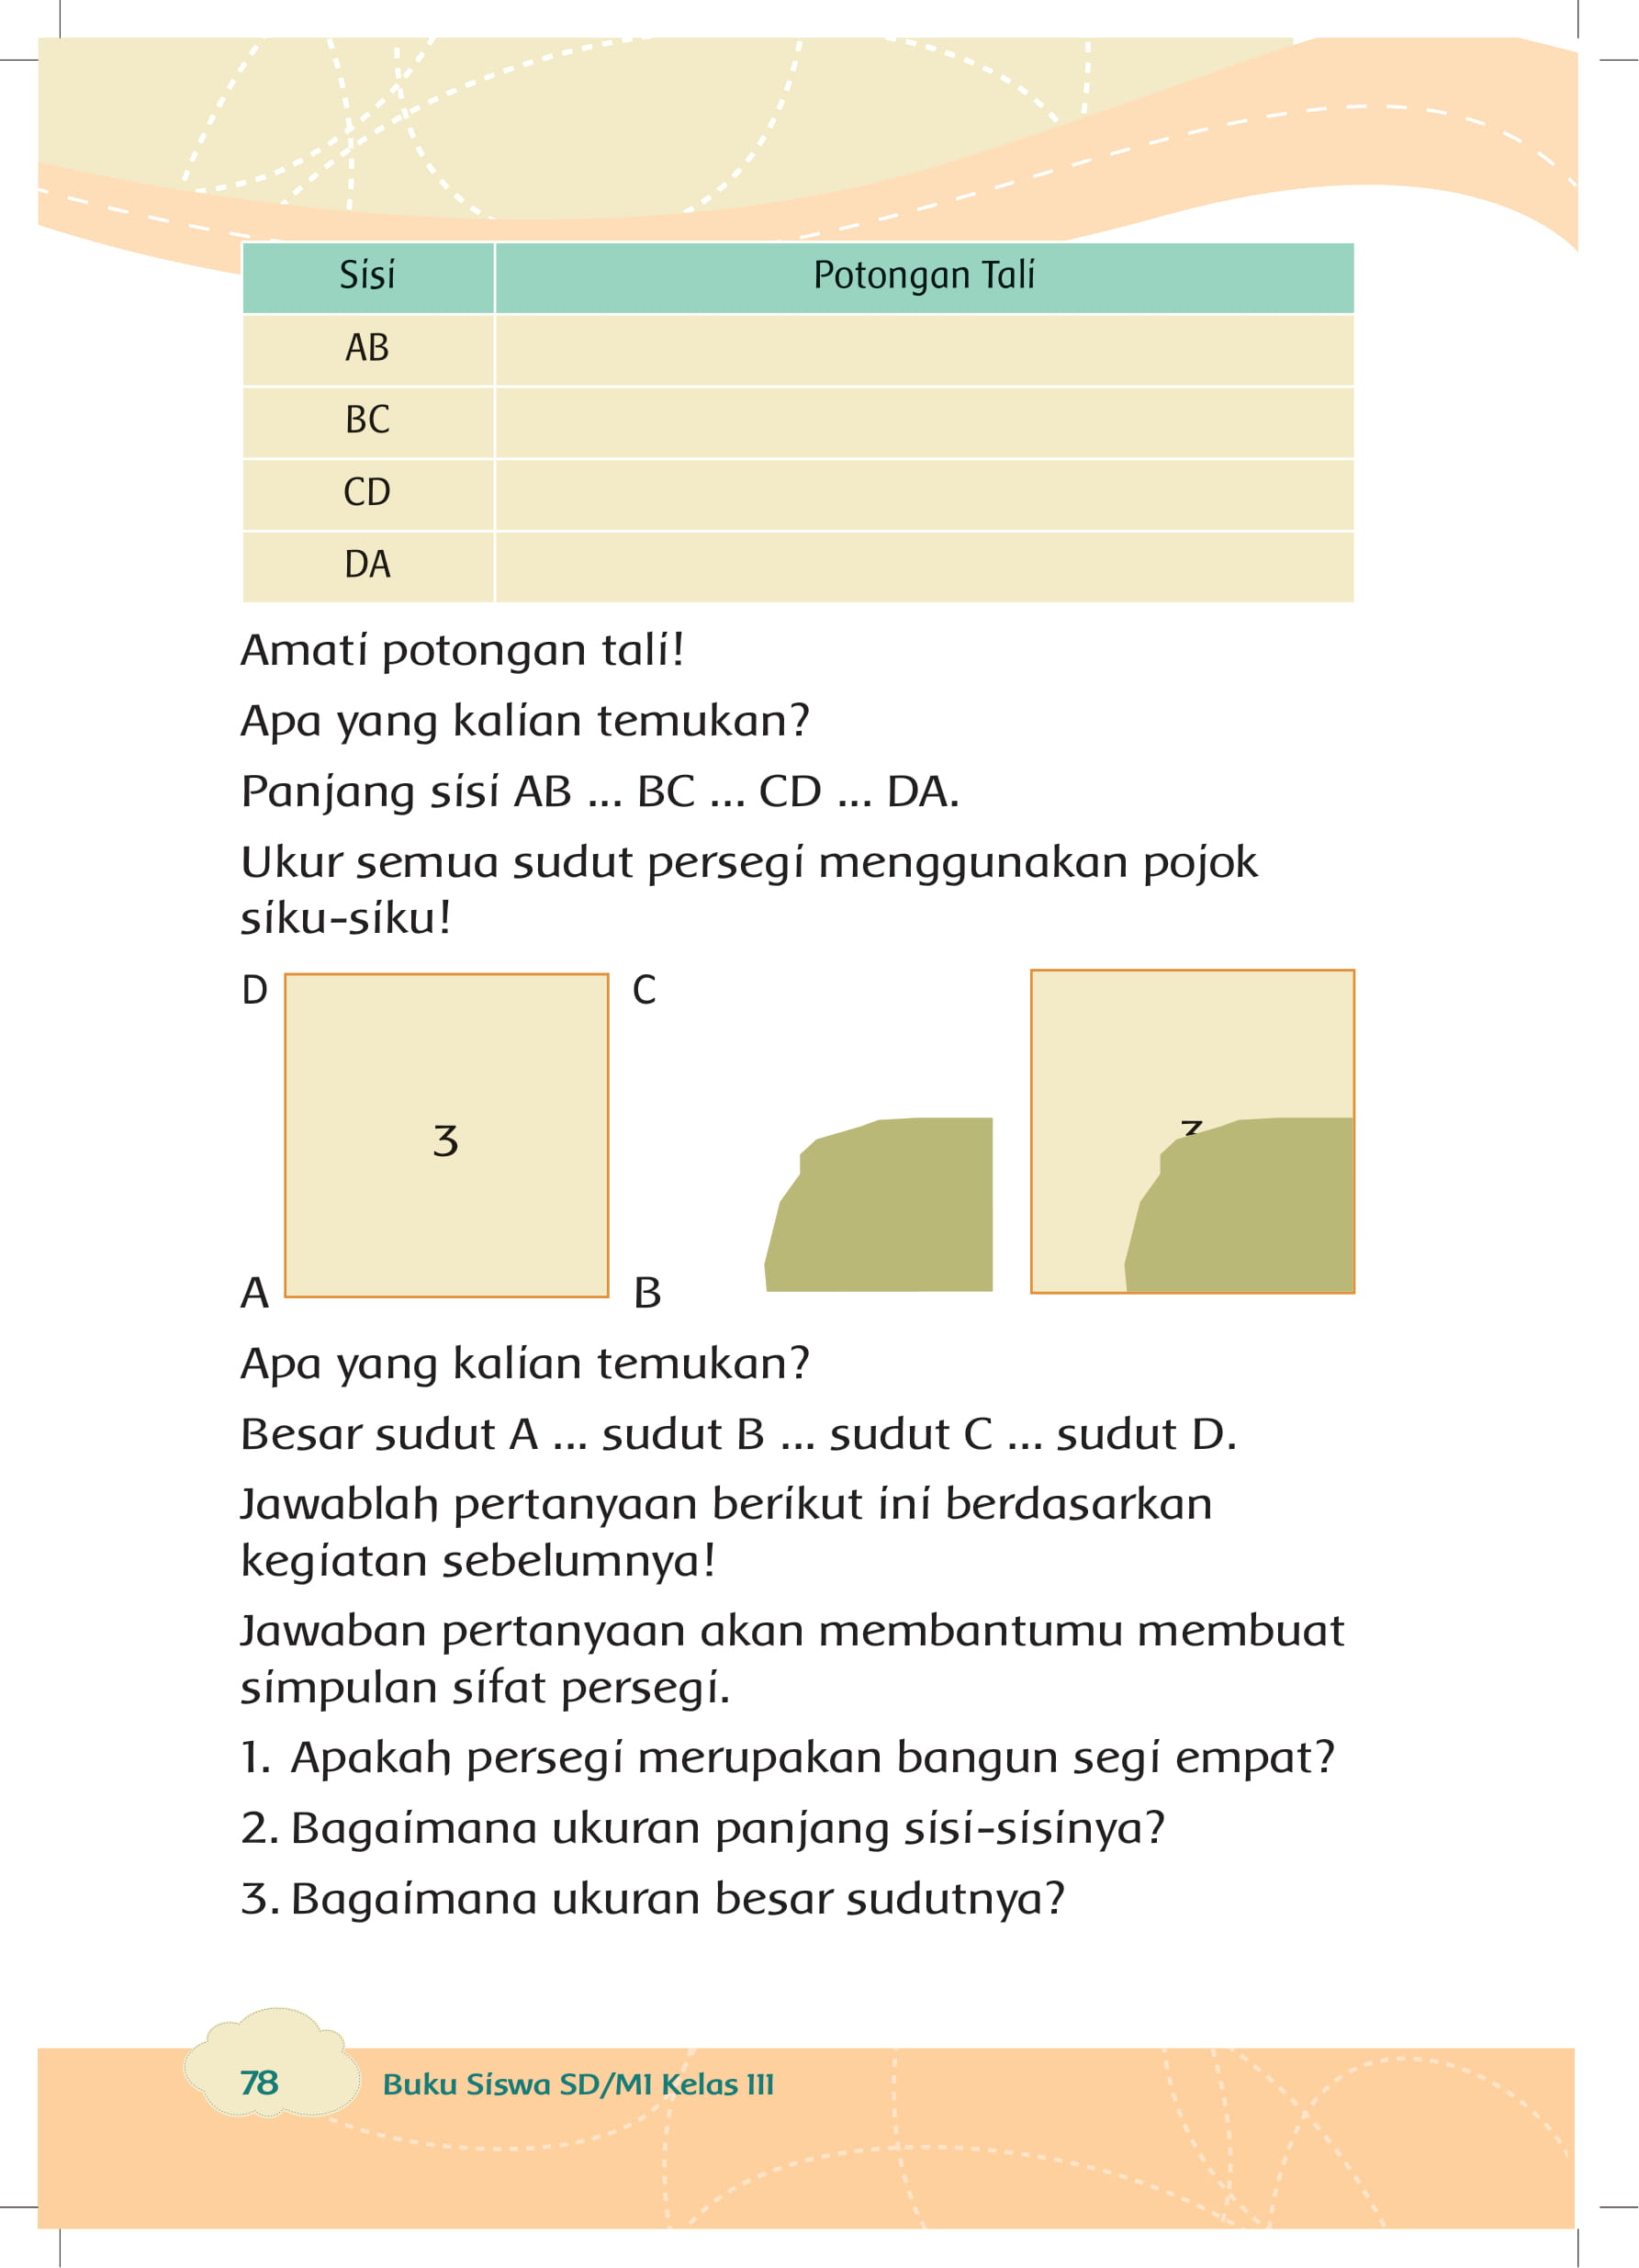 Sisi Potongan Tali
AB
BC
CD
DA
Amati potongan tali!
Apa yang kalian temukan?
Panjang sisi AB ... BC ... CD ... DA.
Ukur semua sudut persegi menggunakan pojok
siku-siku!
D C
3 3
A B
Apa yang kalian temukan?
Besar sudut A ... sudut B ... sudut C ... sudut D.
Jawablah pertanyaan berikut ini berdasarkan
kegiatan sebelumnya!
Jawaban pertanyaan akan membantumu membuat
simpulan sifat persegi.
1. Apakah persegi merupakan bangun segi empat?
2. Bagaimana ukuran panjang sisi-sisinya?
3. Bagaimana ukuran besar sudutnya?
78 Buku Siswa SD/MI Kelas III